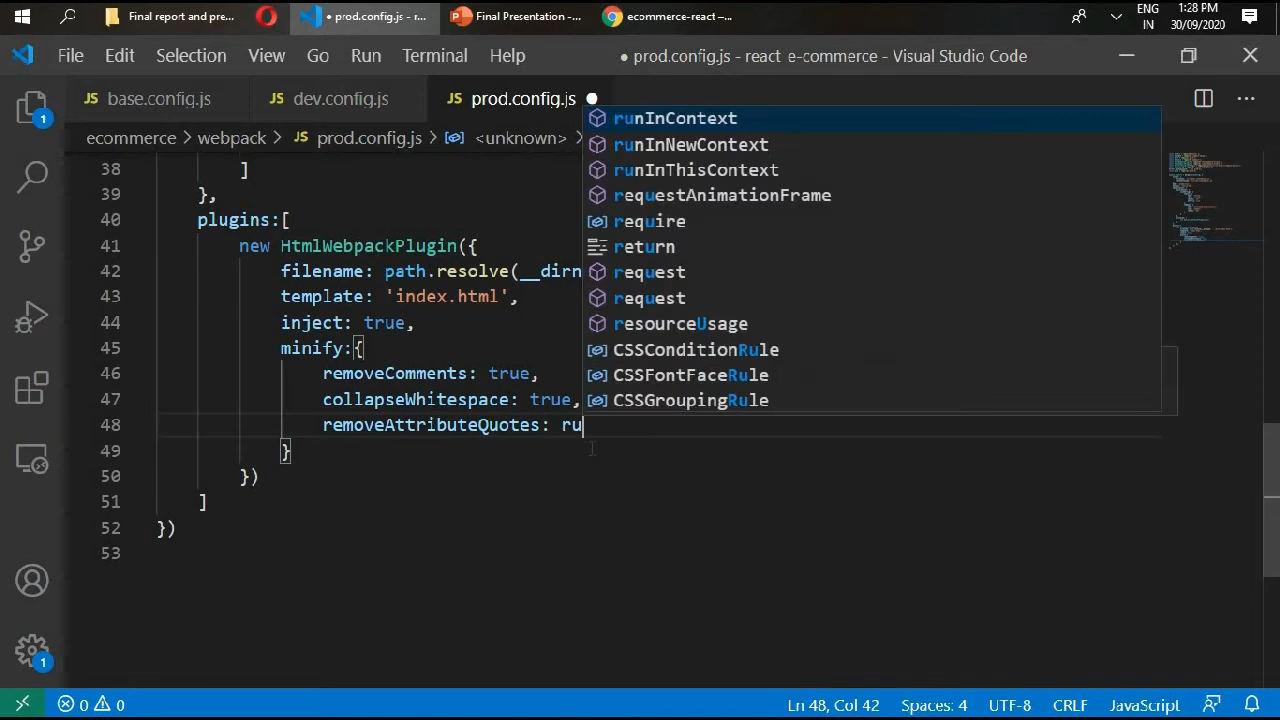 Final report and pre...
● prod.config.js - r...
Final Presentation -...
ecommerce-react –...
ENG
IN
1:28 PM
30/09/2020
File Edit Selection View Go Run Terminal Help
● prod.config.js - react e-commerce - Visual Studio Code
JS base.config.js
JS dev.config.js
JS prod.config.js ●
ecommerce > webpack > JS prod.config.js > <unknown> >
runInContext
runInNewContext
runInThisContext
requestAnimationFrame
require
return
request
request
resourceUsage
CSSConditionRule
CSSFontFaceRule
CSSGroupingRule
38 ]
39 },
40 plugins:[
41 new HtmlWebpackPlugin({
42 filename: path.resolve(__dirn
43 template: 'index.html',
44 inject: true,
45 minify:{
46 removeComments: true,
47 collapseWhitespace: true,
48 removeAttributeQuotes: ru
49 }
50 })
51 ]
52 })
53
1
1
0 0
Ln 48, Col 42 Spaces: 4 UTF-8 CRLF JavaScript